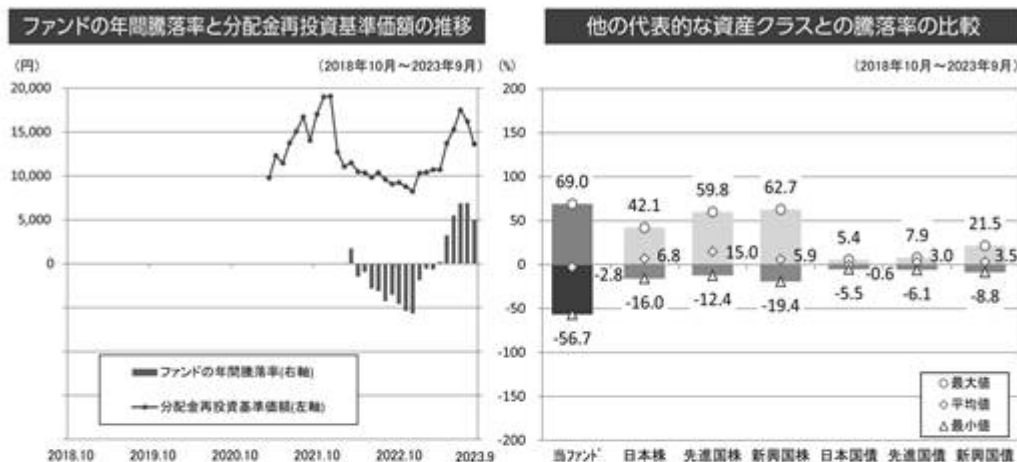 ファンドの年間騰落率と分配金再投資基準価額の推移
(円)
(2018年10月～2023年9月)
(%)
20,000
15,000
10,000
5,000
0
200
150
100
50
0
-50
-100
-150
-200
ファンドの年間騰落率(右軸)
分配金再投資基準価額(左軸)
2018.10
2019.10
2020.10
2021.10
2022.10
2023.9
他の代表的な資産クラスとの騰落率の比較
(2018年10月～2023年9月)
69.0
42.1
59.8
62.7
5.4
7.9
21.5
-2.8
6.8
15.0
5.9
-0.6
3.0
3.5
-56.7
-16.0
-12.4
-19.4
-5.5
-6.1
-8.8
○最大値
◇平均値
△最小値
当ファンド
日本株
先進国株
新興国株
日本国債
先進国債
新興国債